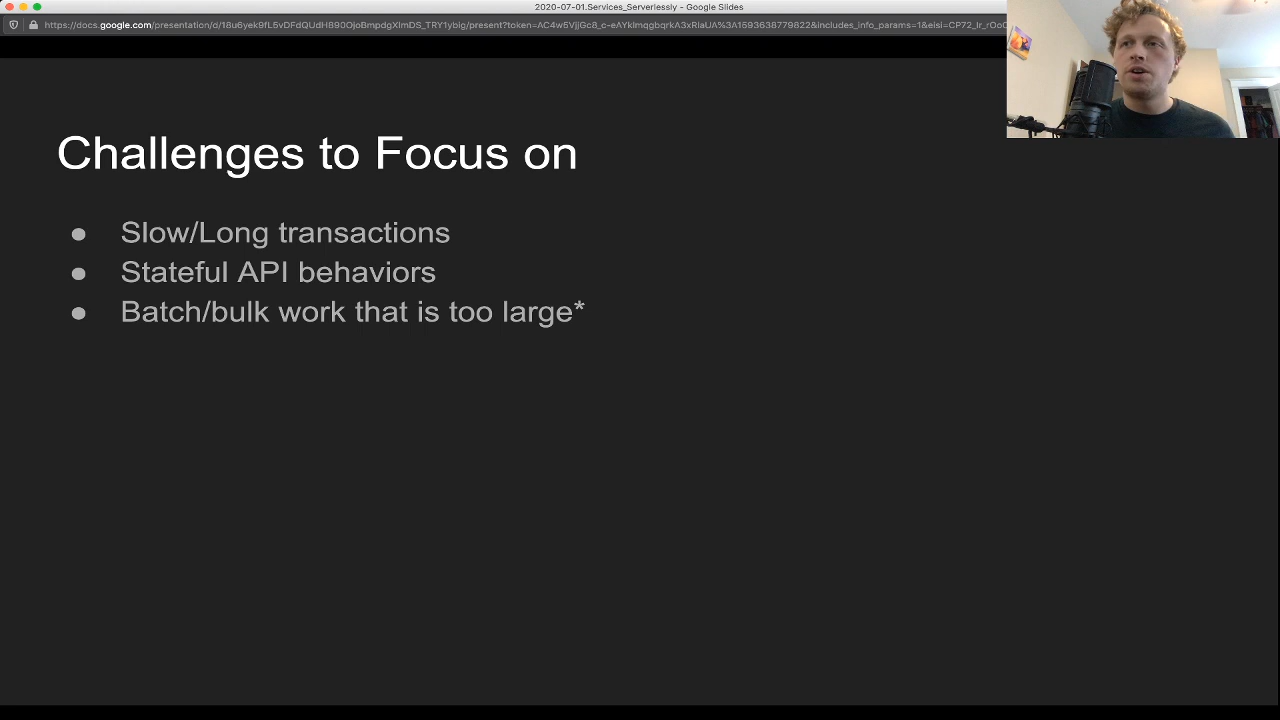 2020-07-01.Services_Serverlessly - Google Slides
Challenges to Focus on
● Slow/Long transactions
● Stateful API behaviors
● Batch/bulk work that is too large*